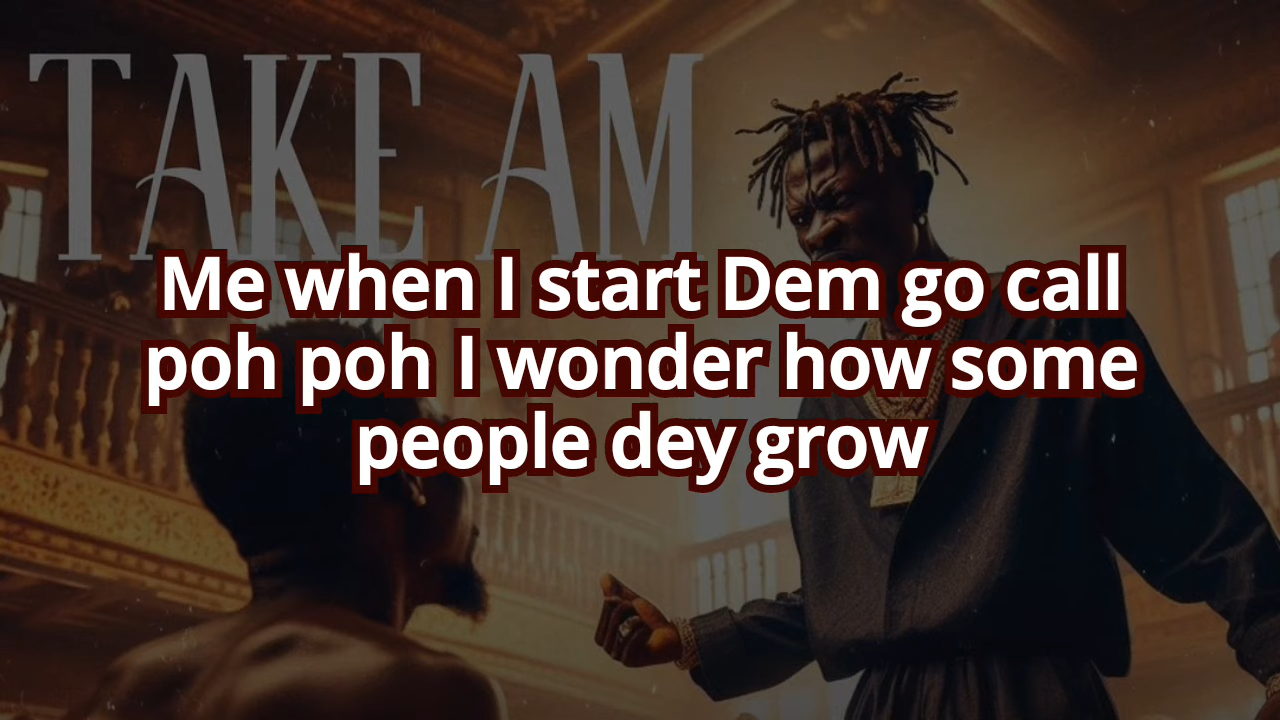 TAKE AM
Me when I start Dem go call
poh poh I wonder how some
people dey grow